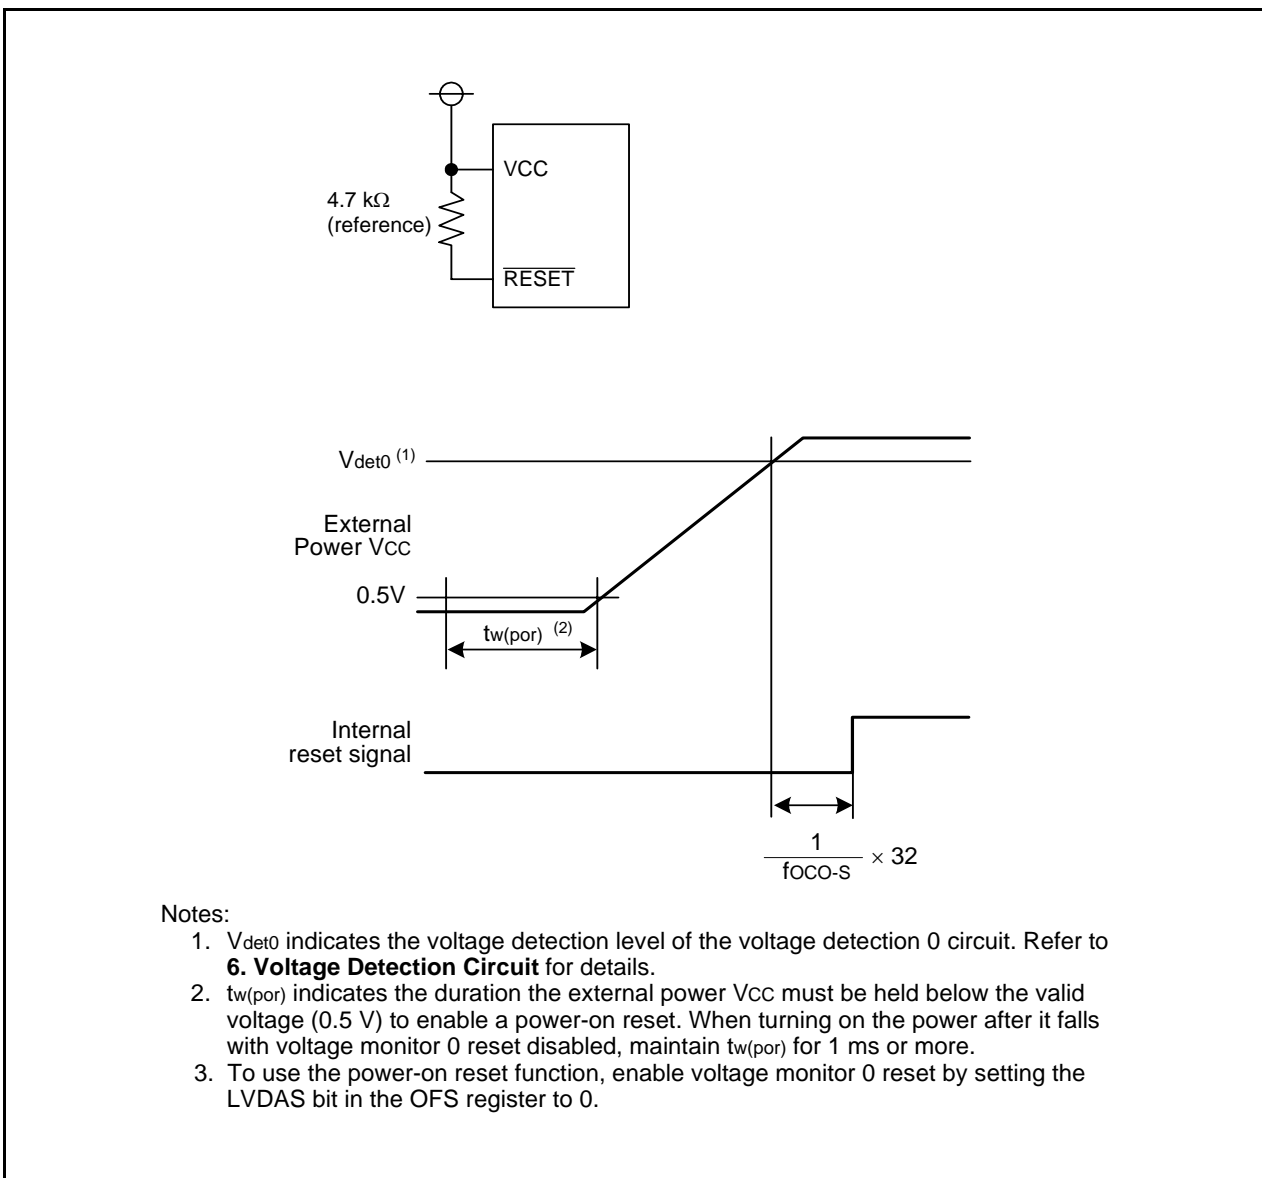 VCC
4.7 kΩ
(reference)
RESET
Vdet0 (1)
External
Power VCC
0.5V
tw(por) (2)
Internal
reset signal
1
fOCO-S
× 32
Notes:
1. Vdet0 indicates the voltage detection level of the voltage detection 0 circuit. Refer to
6. Voltage Detection Circuit for details.
2. tw(por) indicates the duration the external power VCC must be held below the valid
voltage (0.5 V) to enable a power-on reset. When turning on the power after it falls
with voltage monitor 0 reset disabled, maintain tw(por) for 1 ms or more.
3. To use the power-on reset function, enable voltage monitor 0 reset by setting the
LVDAS bit in the OFS register to 0.